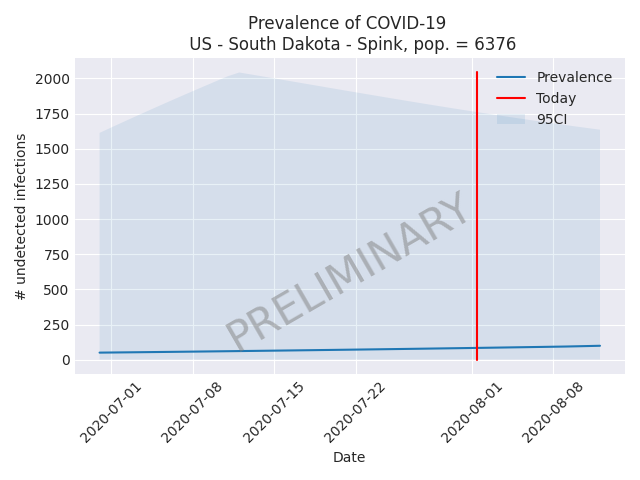 Prevalence of COVID-19
US - South Dakota - Spink, pop. = 6376
Prevalence
Today
95CI
# undetected infections
2000
1750
1500
1250
1000
750
500
250
0
PRELIMINARY
2020-07-01
2020-07-08
2020-07-15
2020-07-22
2020-08-01
2020-08-08
Date